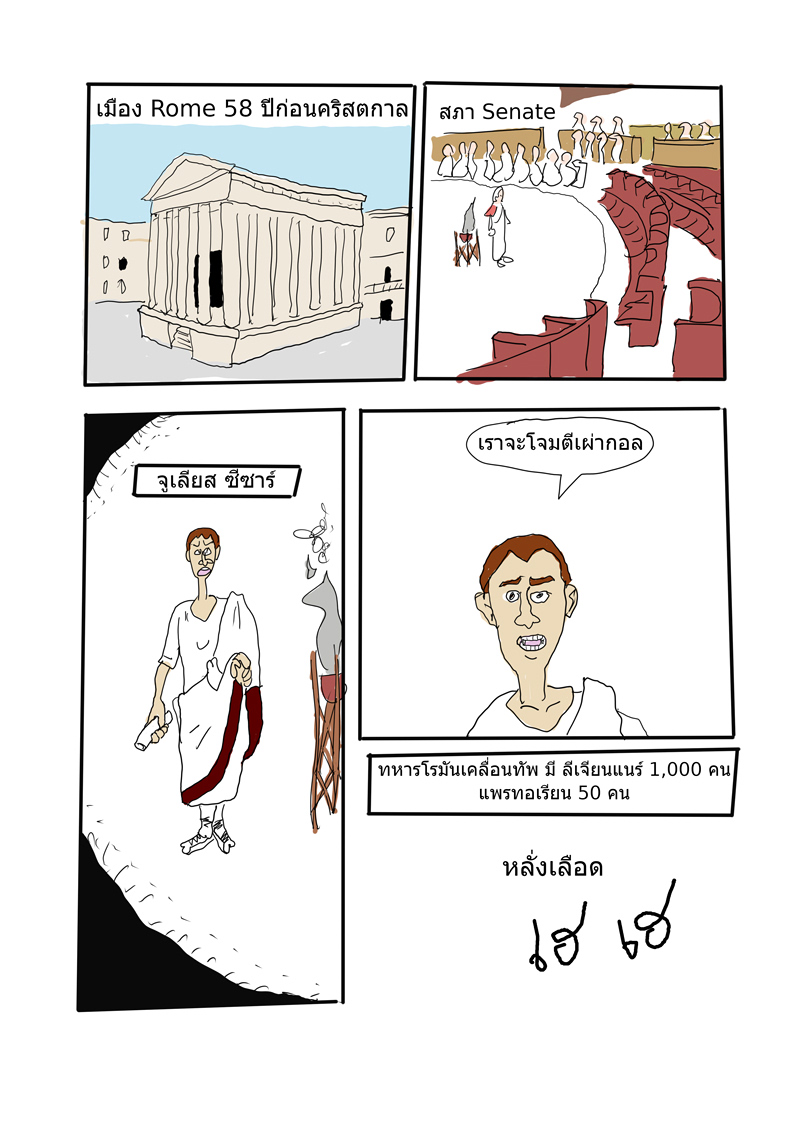 เมือง Rome 58 ปีก่อนคริสตกาล
สภา Senate
จูเลียส ซีซาร์
เราจะโจมตีเผ่ากอล
ทหารโรมันเคลื่อนทัพ มี ลีเจียนแนร์ 1,000 คน
แพรทอเรียน 50 คน
หลั่งเลือด
เฮ เฮ